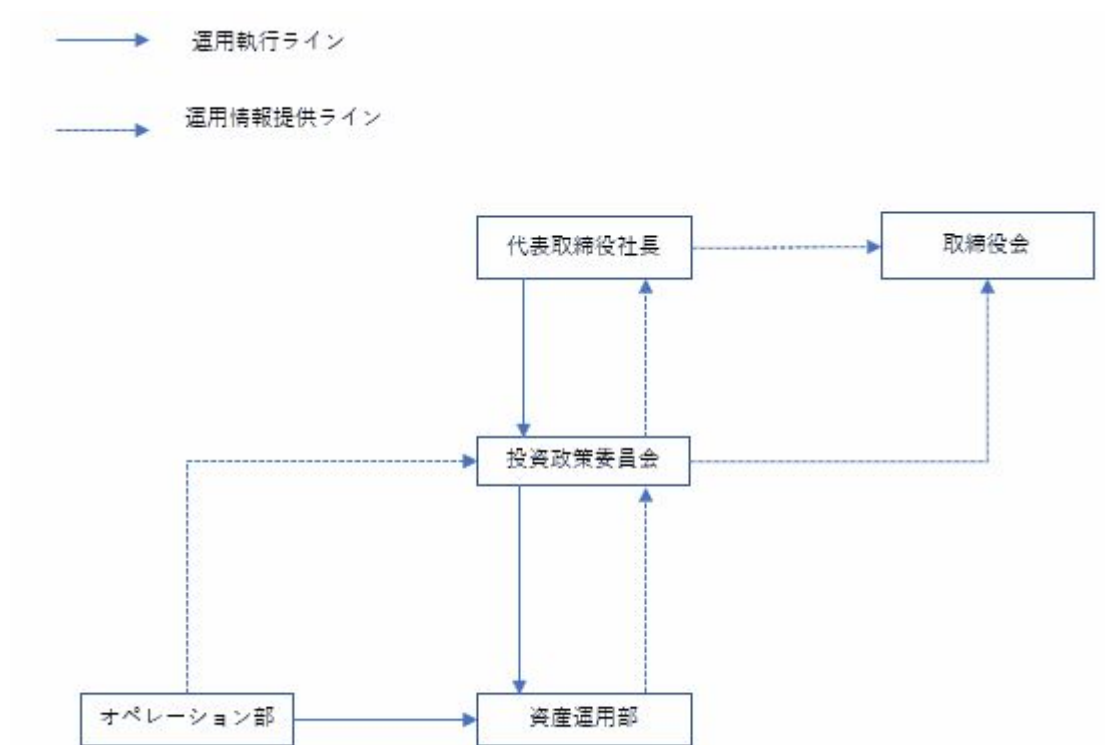 運用執行ライン
運用情報提供ライン
代表取締役社長
取締役会
投資政策委員会
オペレーション部
資産運用部